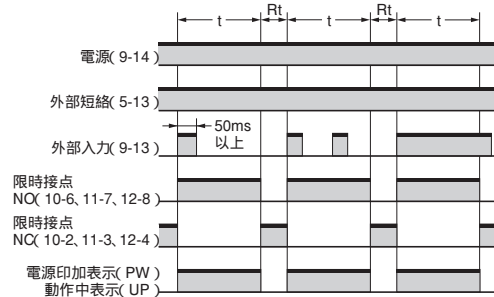 t Rt t Rt t
電源( 9-14 )
外部短絡( 5-13 )
50ms
以上
外部入力( 9-13 )
限時接点
NO( 10-6、11-7、12-8 )
限時接点
NC( 10-2、11-3、12-4 )
電源印加表示( PW )
動作中表示( UP )